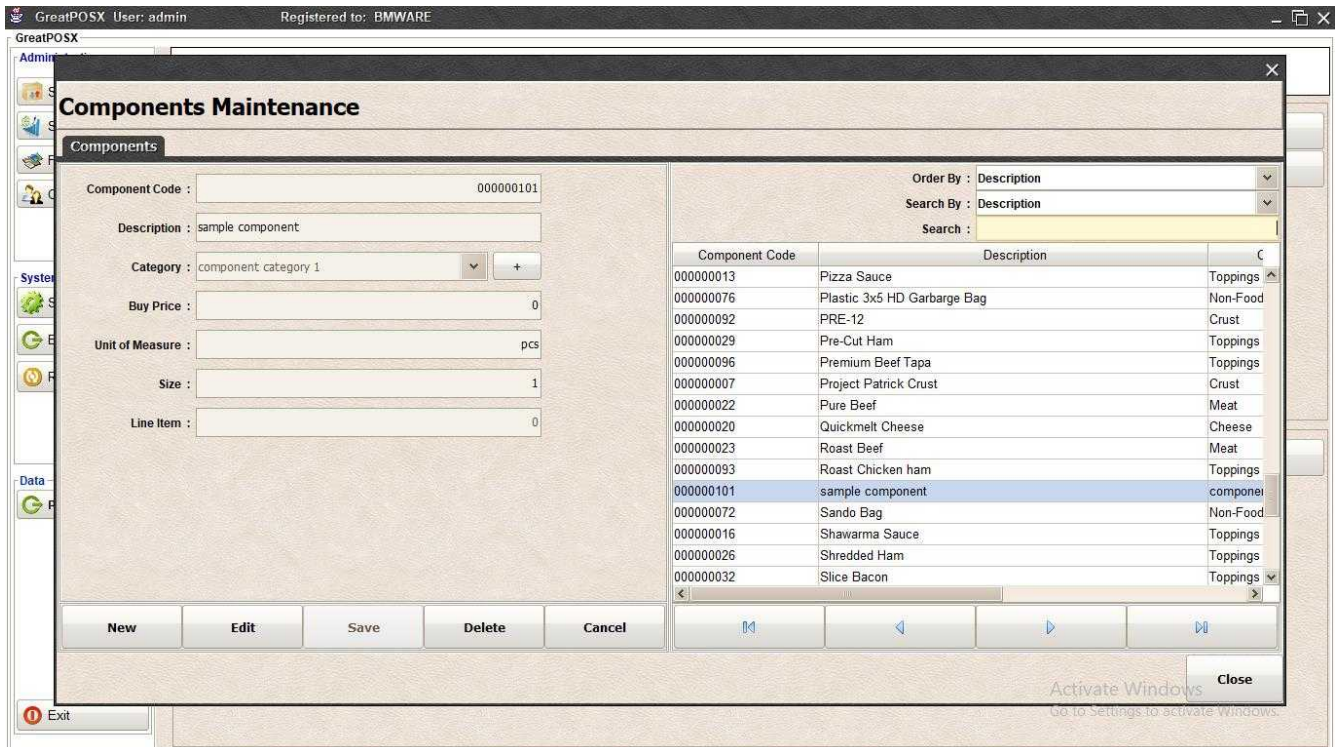 GreatPOSX User: admin Registered to: BMWARE
GreatPOSX
Components Maintenance
Components
Component Code : 000000101
Description : sample component
Category : component category 1 +
Buy Price : 0
Unit of Measure : pcs
Size : 1
Line Item : 0
Order By : Description
Search By : Description
Search :
Component Code Description
000000013 Pizza Sauce Toppings
000000076 Plastic 3x5 HD Garbarge Bag Non-Food
000000092 PRE-12 Crust
000000029 Pre-Cut Ham Toppings
000000096 Premium Beef Tapa Toppings
000000007 Project Patrick Crust Crust
000000022 Pure Beef Meat
000000020 Quickmelt Cheese Cheese
000000023 Roast Beef Meat
000000093 Roast Chicken ham Toppings
000000101 sample component
000000072 Sando Bag Non-Food
000000016 Shawarma Sauce Toppings
000000026 Shredded Ham Toppings
000000032 Slice Bacon Toppings
New Edit Save Delete Cancel
Close
Data
Exit
Activate Windows
Go to Settings to activate Windows.